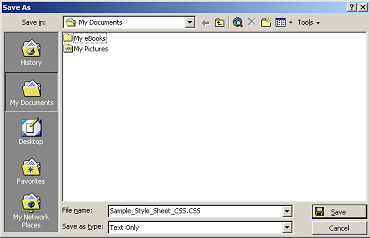 Save As
Save in:
My Documents
Tools
History
My Documents
Desktop
Favorites
My Network
Places
My eBooks
My Pictures
File name:
Sample_Style_Sheet_CSS.CSS
Save
Save as type:
Text Only
Cancel